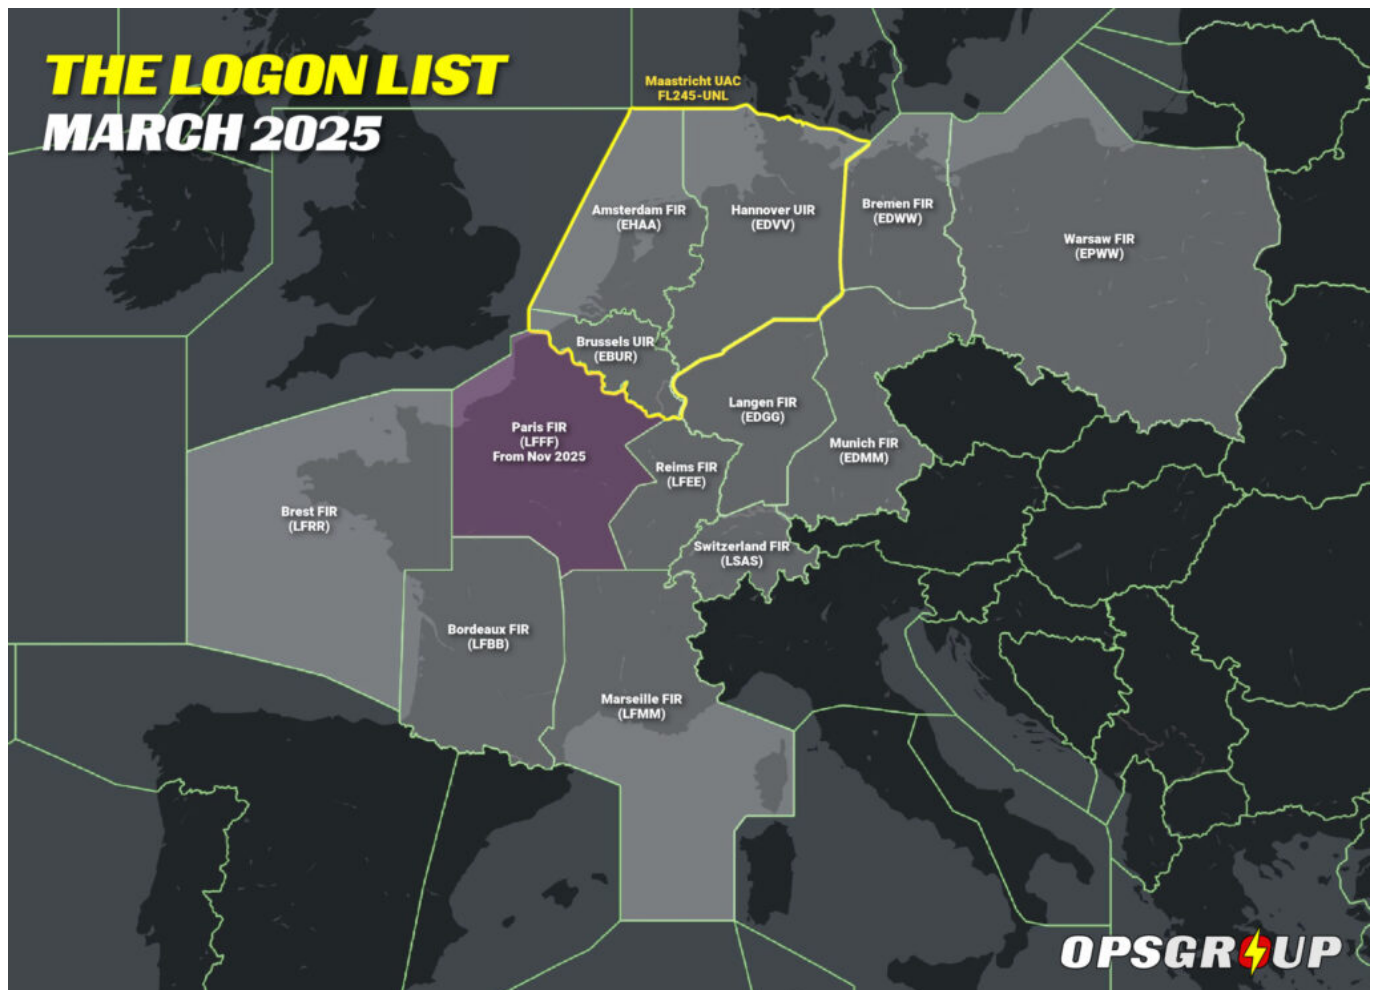 THE LOGON LIST
MARCH 2025
Maastricht UAC
FL245-UNL
Amsterdam FIR
(EHAA)
Hannover UIR
(EDVV)
Bremen FIR
(EDWW)
Warsaw FIR
(EPWW)
Brussels UIR
(EBUR)
Langen FIR
(EDGG)
Munich FIR
(EDMM)
Paris FIR
(LFFF)
From Nov 2025
Reims FIR
(LFEE)
Brest FIR
(LFRR)
Switzerland FIR
(LSAS)
Bordeaux FIR
(LFBB)
Marseille FIR
(LFMM)
OPSGROUP